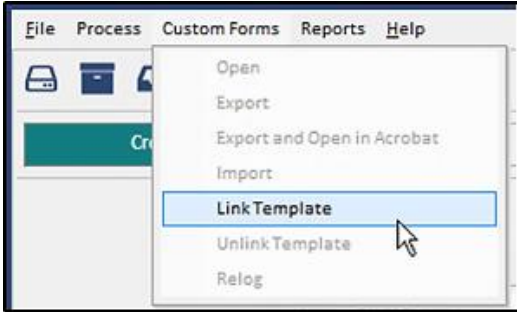 File Process Custom Forms Reports Help
Open
Export
Cr
Export and Open in Acrobat
Import
Link Template
Unlink Template
Relog